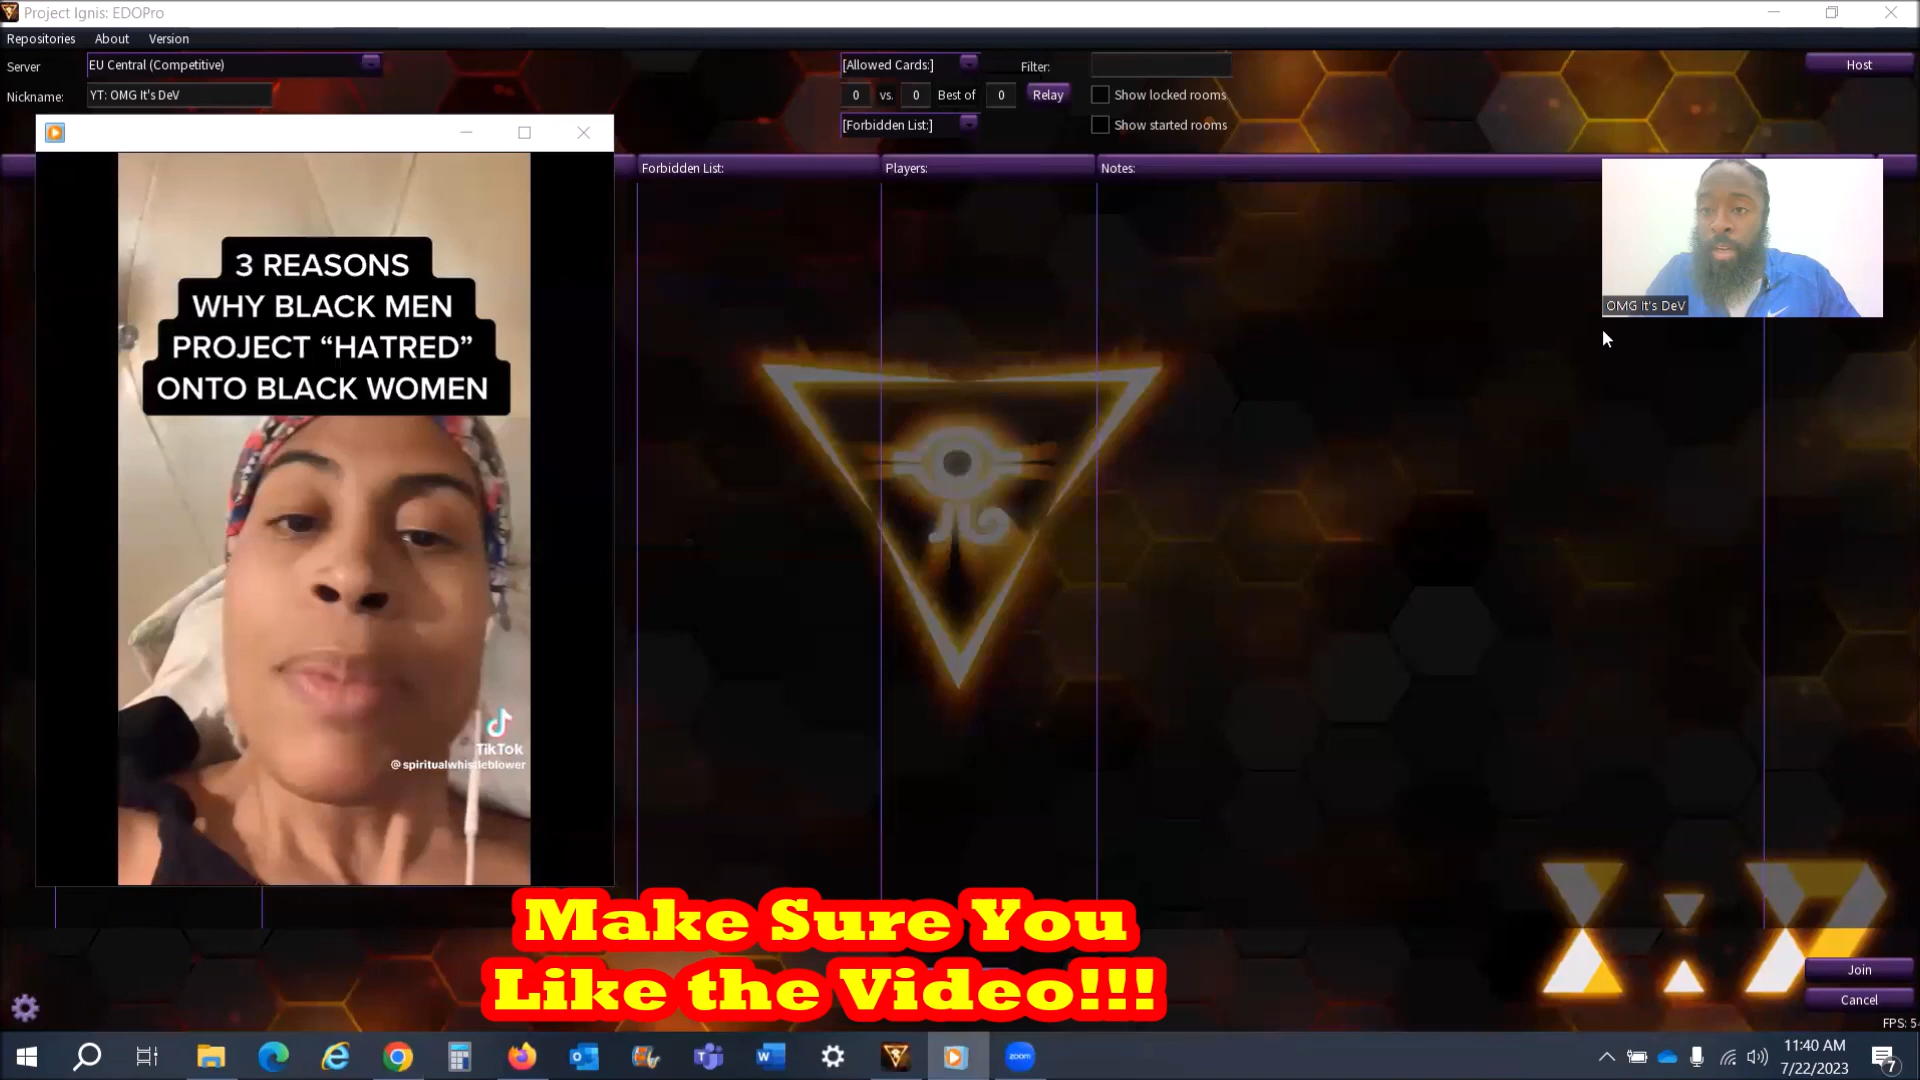 Project Ignis: EDOPro
Repositories About Version
Server EU Central (Competitive) [Allowed Cards:] Filter: Host
Nickname: YT: OMG It's DeV 0 vs. 0 Best of 0 Relay Show locked rooms
[Forbidden List:] Show started rooms
Forbidden List: Players: Notes:
3 REASONS
WHY BLACK MEN
PROJECT “HATRED”
ONTO BLACK WOMEN
OMG It's DeV
TikTok
@spiritualwhistleblower
Make Sure You
Like the Video!!!
Join
Cancel
FPS: 54
zoom
11:40 AM
7/22/2023
7